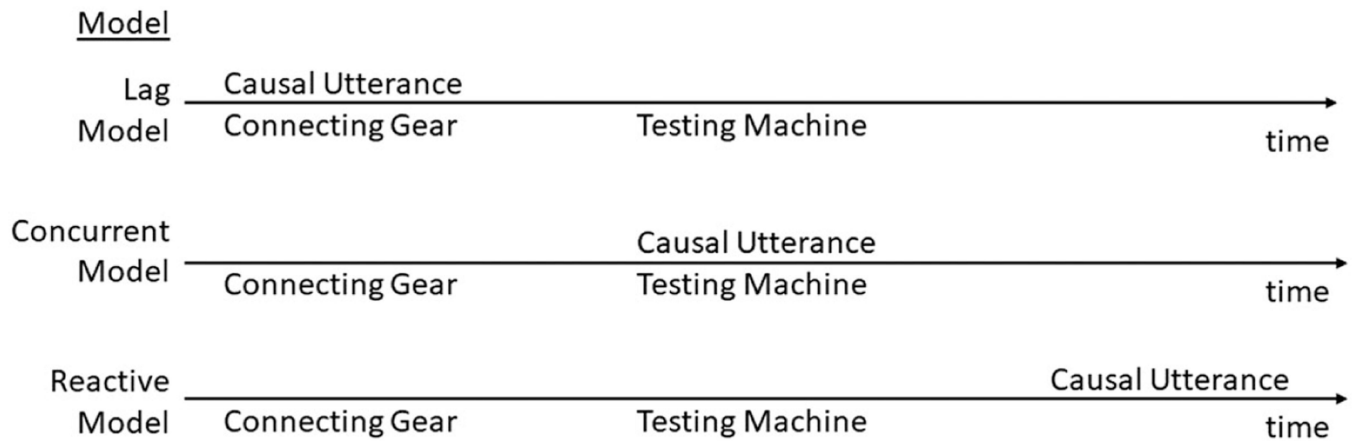 Model
Lag Model
Causal Utterance
Connecting Gear Testing Machine
time
Concurrent Model
Causal Utterance
Connecting Gear Testing Machine
time
Reactive Model
Causal Utterance
Connecting Gear Testing Machine
time